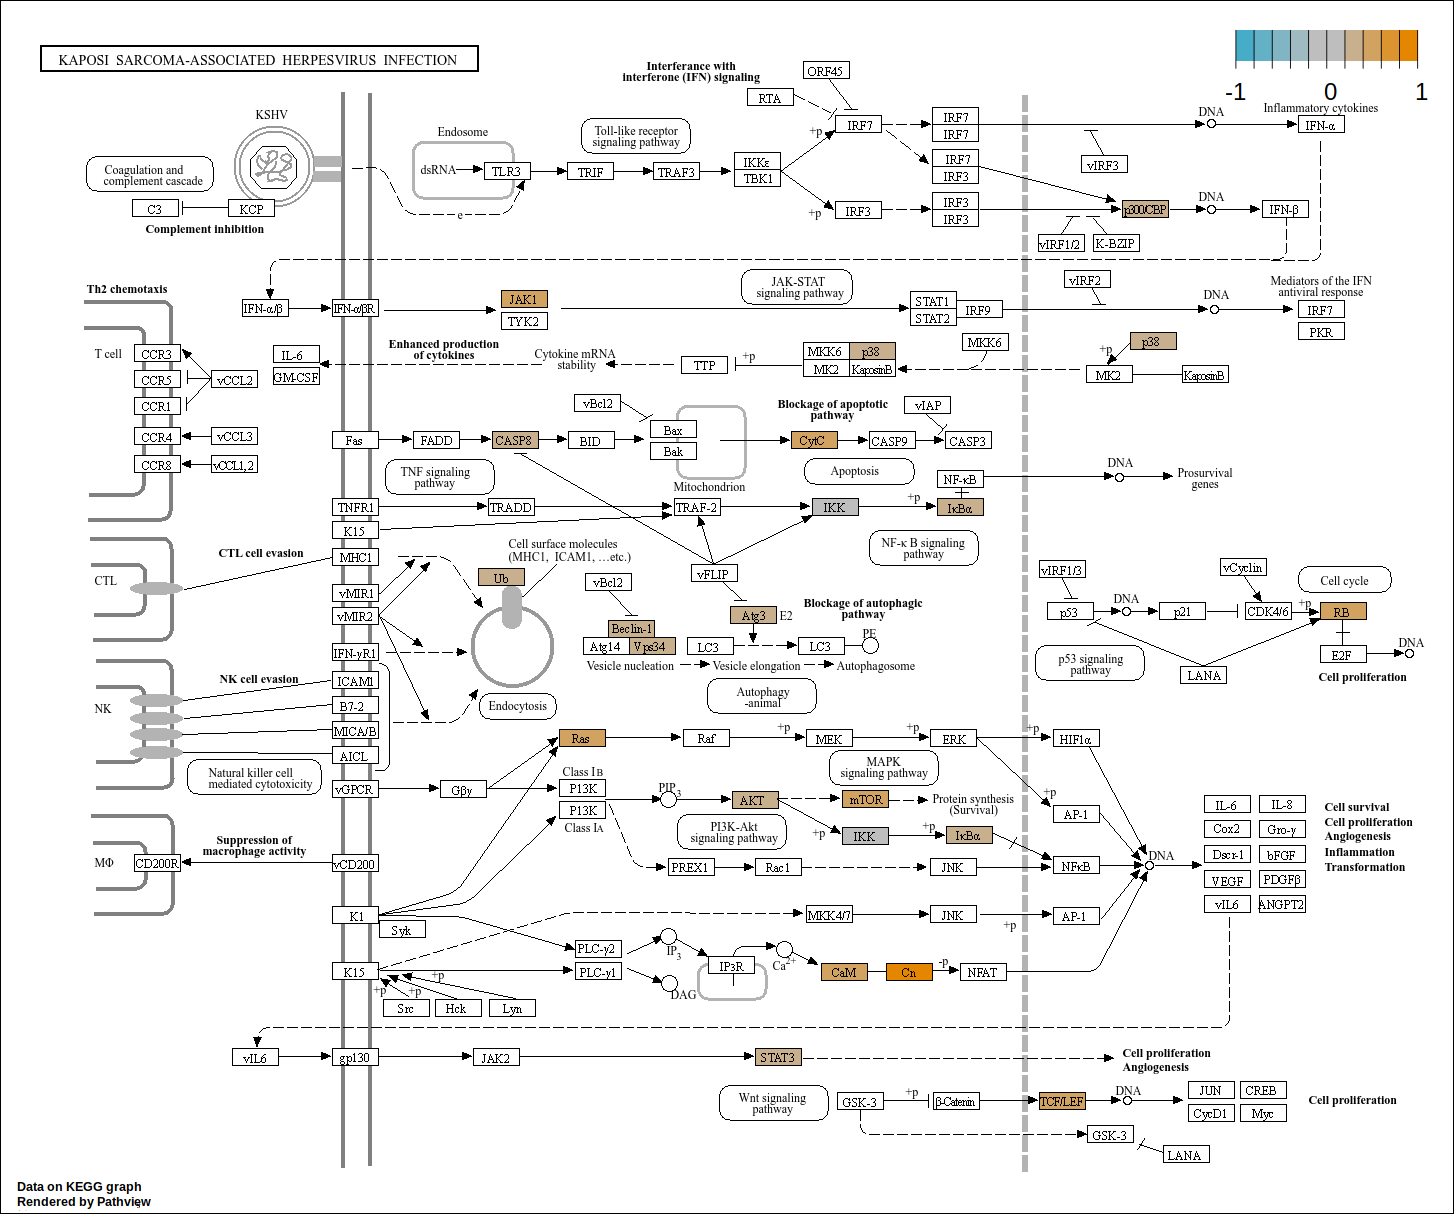 KAPOSI SARCOMA-ASSOCIATED HERPESVIRUS INFECTION
-1 0 1
Interferance with
interferone (IFN) signaling
ORF45
RTA
KSHV
Endosome
Toll-like receptor
signaling pathway
IRF7
+p
IRF7
IRF7
DNA
Inflammatory cytokines
IFN-α
vIRF3
Coagulation and
complement cascade
dsRNA
TLR3
TRIF
TRAF3
IKKε
TBK1
IRF7
IRF3
C3
KCP
Complement inhibition
e
+p
IRF3
IRF3
IRF3
p300/CBP
DNA
IFN-β
vIRF1/2
K-BZIP
Th2 chemotaxis
IFN-α/β
IFN-α/βR
JAK1
TYK2
JAK-STAT
signaling pathway
STAT1
STAT2
IRF9
vIRF2
DNA
Mediators of the IFN
antiviral response
IRF7
PKR
T cell
CCR3
CCR5
CCR1
CCR4
CCR8
vCCL2
vCCL3
vCCL1,2
IL-6
GM-CSF
Enhanced production
of cytokines
Cytokine mRNA
stability
TTP
+p
MKK6
p38
MK2
KaposinB
MKK6
p38
+p
MK2
KaposinB
vBcl2
Bax
Bak
Mitochondrion
Blockage of apoptotic
pathway
vIAP
Fas
FADD
CASP8
BID
CytC
CASP9
CASP3
TNF signaling
pathway
Apoptosis
NF-κB
DNA
Prosurvival
genes
TNFR1
TRADD
TRAF-2
IKK
+p
IκBα
K15
NF-κ B signaling
pathway
CTL cell evasion
CTL
MHC1
Cell surface molecules
(MHC1, ICAM1, ...etc.)
vMIR1
vMIR2
IFN-γR1
Ub
vBcl2
vFLIP
Beclin-1
Atg14
Vps34
Atg3
E2
Blockage of autophagic
pathway
LC3
LC3
PE
Vesicle nucleation
Vesicle elongation
Autophagosome
vIRF1/3
vCyclin
Cell cycle
p53
DNA
p21
CDK4/6
+p
RB
E2F
DNA
p53 signaling
pathway
LANA
Cell proliferation
NK cell evasion
NK
ICAM1
B7-2
MICA/B
AICL
Endocytosis
Autophagy
-animal
Natural killer cell
mediated cytotoxicity
Ras
Raf
+p
MEK
+p
ERK
+p
HIF1α
MAPK
signaling pathway
vGPCR
Gβγ
Class IB
P13K
P13K
Class IA
PIP3
AKT
mTOR
Protein synthesis
(Survival)
+p
AP-1
PI3K-Akt
signaling pathway
+p
IKK
+p
IκBα
Suppression of
macrophage activity
MΦ
CD200R
vCD200
PREX1
Rac1
JNK
NFκB
DNA
IL-6
IL-8
Cox2
Gro-γ
Dscr-1
bFGF
VEGF
PDGFβ
vIL6
ANGPT2
Cell survival
Cell proliferation
Angiogenesis
Inflammation
Transformation
K1
Syk
MKK4/7
JNK
+p
AP-1
PLC-γ2
IP3
IP3R
Ca2+
CaM
Cn
-p
NFAT
K15
PLC-γ1
DAG
+p
+p
+p
Src
Hck
Lyn
vIL6
gp130
JAK2
STAT3
Cell proliferation
Angiogenesis
Wnt signaling
pathway
GSK-3
+p
β-Catenin
TCF/LEF
DNA
JUN
CREB
CycD1
Myc
Cell proliferation
GSK-3
LANA
Data on KEGG graph
Rendered by Pathview